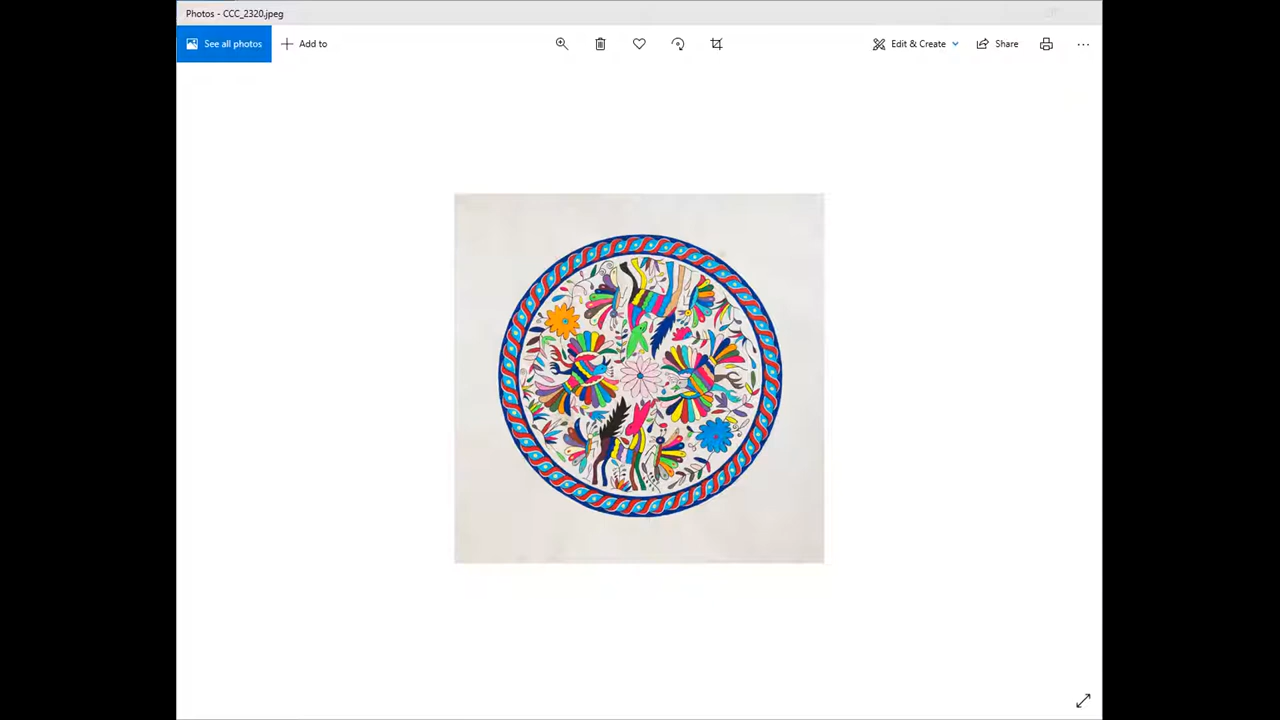 Photos - CCC_2320.jpeg
See all photos
Add to
Edit & Create
Share